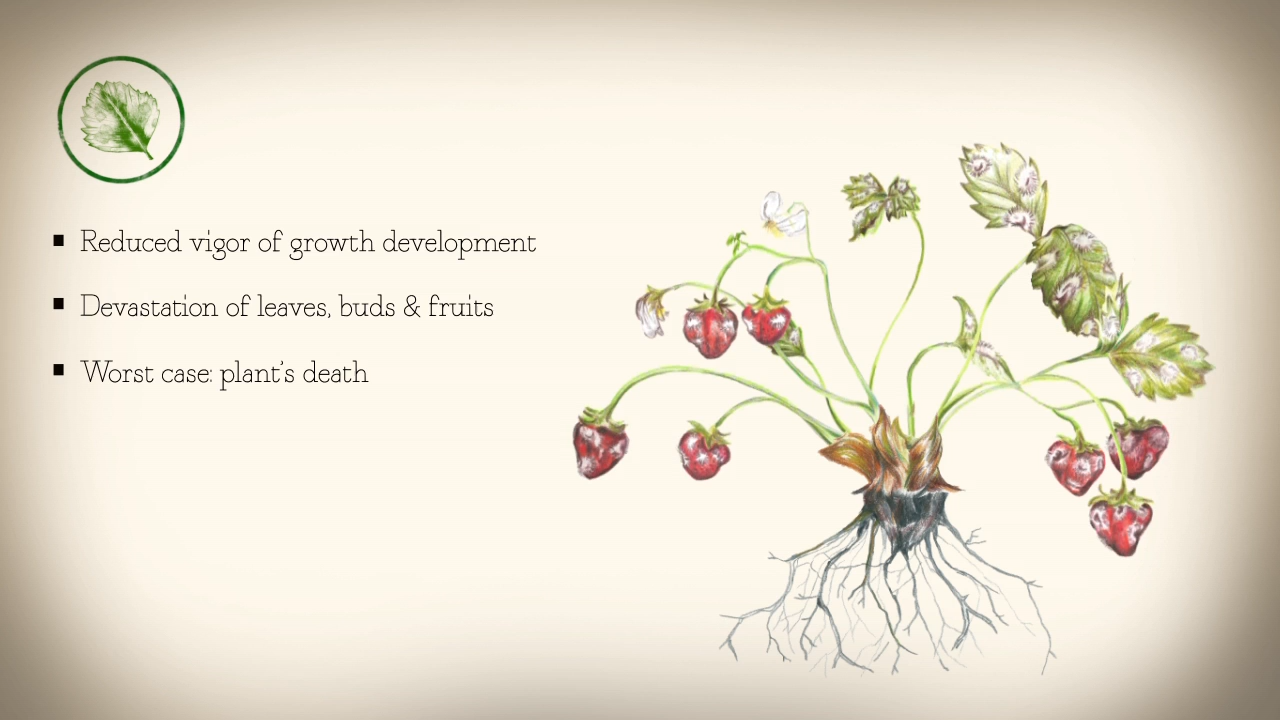 Reduced vigor of growth development
Devastation of leaves, buds & fruits
Worst case: plant's death